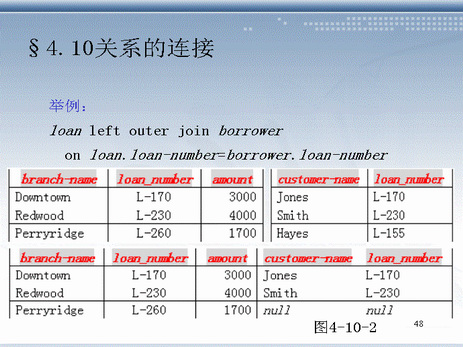 §4.10关系的连接
举例：
loan left outer join borrower
on loan.loan-number=borrower.loan-number
branch-name loan_number amount customer-name loan_number
Downtown L-170 3000 Jones L-170
Redwood L-230 4000 Smith L-230
Perryridge L-260 1700 Hayes L-155
branch-name loan_number amount customer-name loan_number
Downtown L-170 3000 Jones L-170
Redwood L-230 4000 Smith L-230
Perryridge L-260 1700 null null
图4-10-2
48